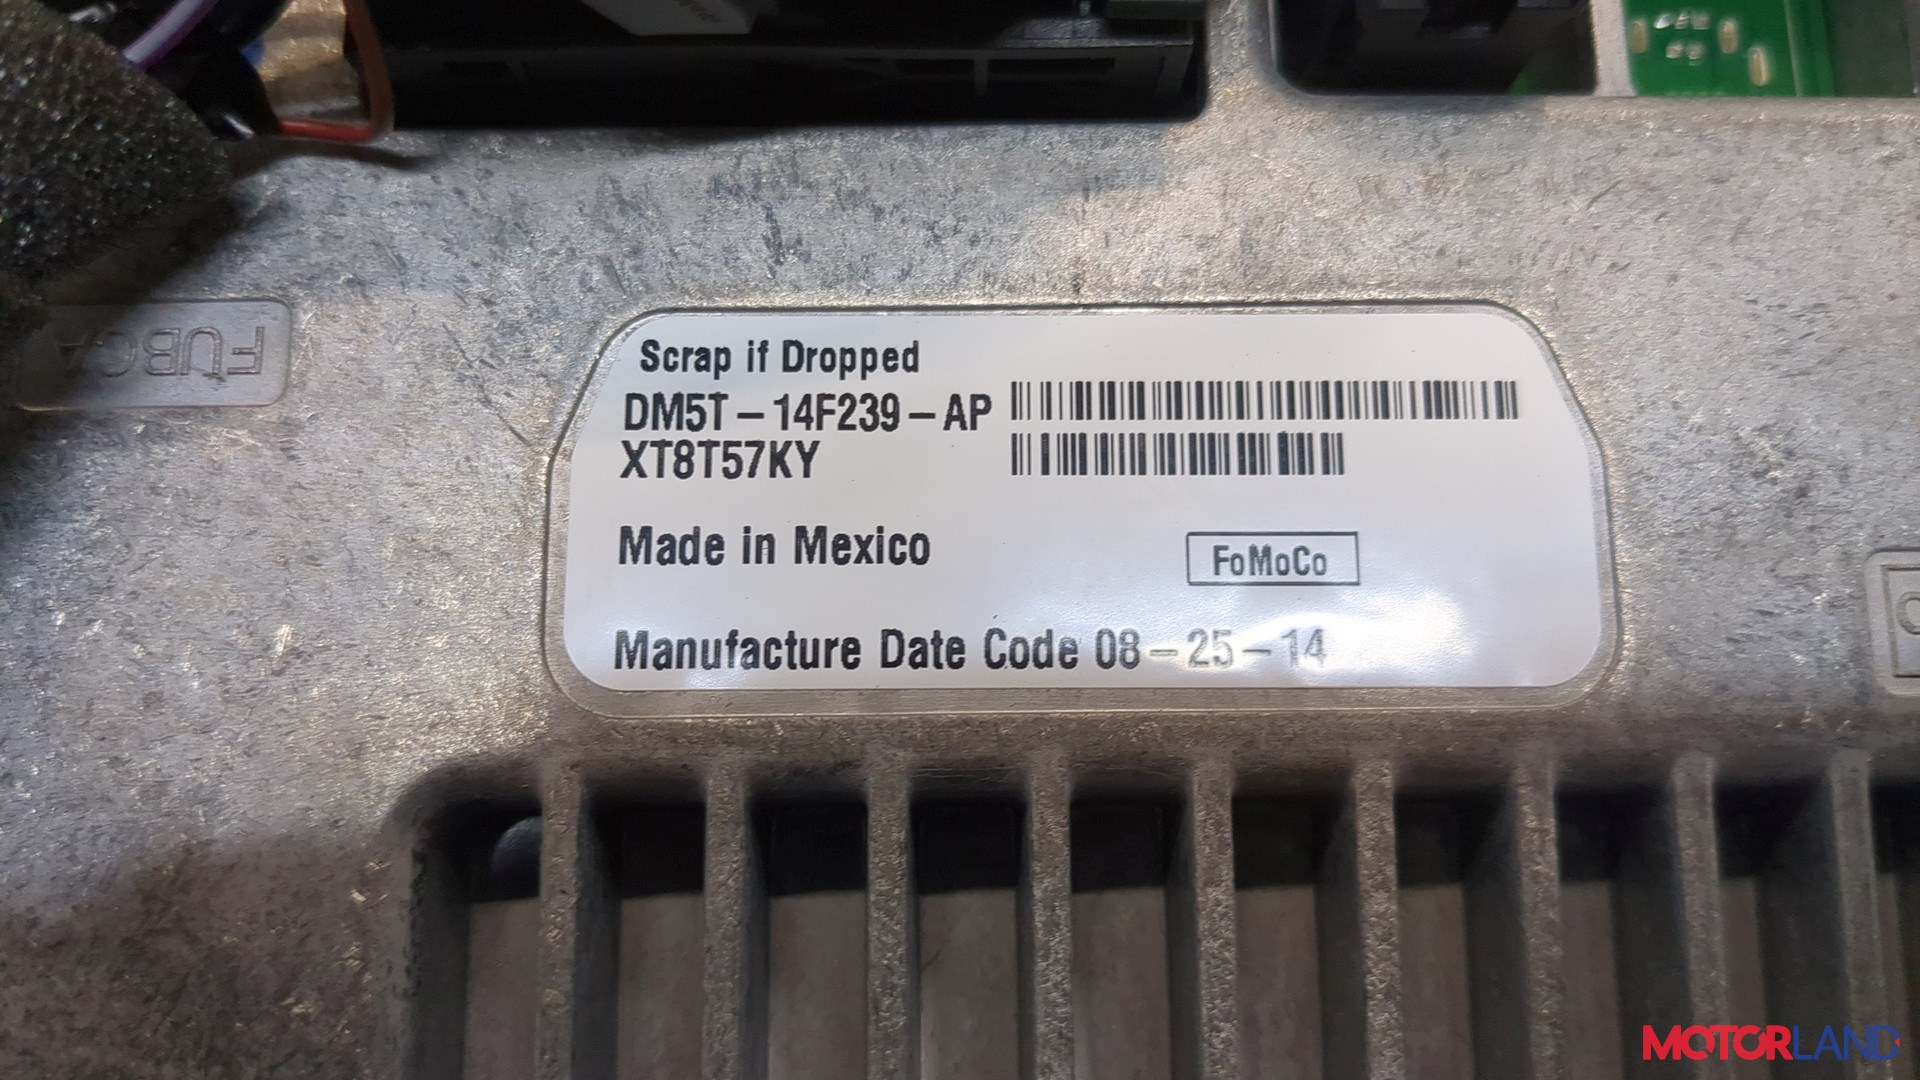 Scrap if Dropped
DM5T-14F239-AP
XT8T57KY
Made in Mexico
FoMoCo
Manufacture Date Code 08-25-14
MOTORLAND